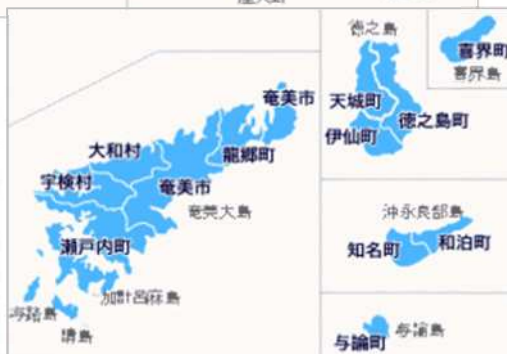 徳之島
喜界町
喜界島
奄美市
天城町
徳之島町
伊仙町
大和村
龍郷町
宇検村
奄美市
奄美大島
瀬戸内町
沖永良部島
知名町
和泊町
加計呂麻島
与路島
請島
与論島
与論町